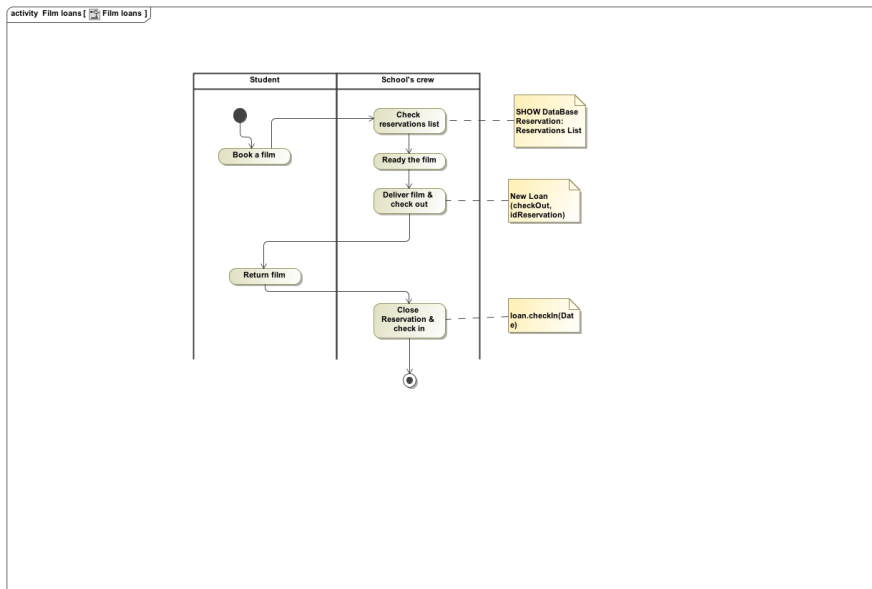 activity Film loans [ Film loans ]
Student
School's crew
Check
reservations list
SHOW DataBase
Reservation:
Reservations List
Book a film
Ready the film
Deliver film &
check out
New Loan
(checkOut,
idReservation)
Return film
Close
Reservation &
check in
loan.checkIn(Dat
e)